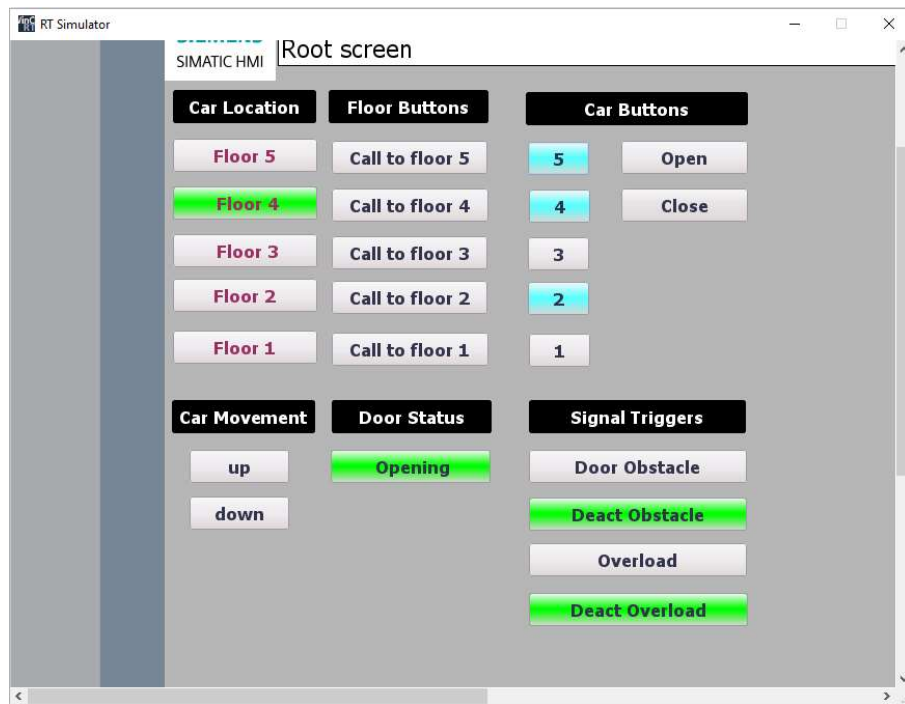 RT Simulator
SIMATIC HMI
Root screen
Car Location
Floor Buttons
Car Buttons
Floor 5
Call to floor 5
5
Open
Floor 4
Call to floor 4
4
Close
Floor 3
Call to floor 3
3
Floor 2
Call to floor 2
2
Floor 1
Call to floor 1
1
Car Movement
Door Status
Signal Triggers
up
Opening
Door Obstacle
down
Deact Obstacle
Overload
Deact Overload